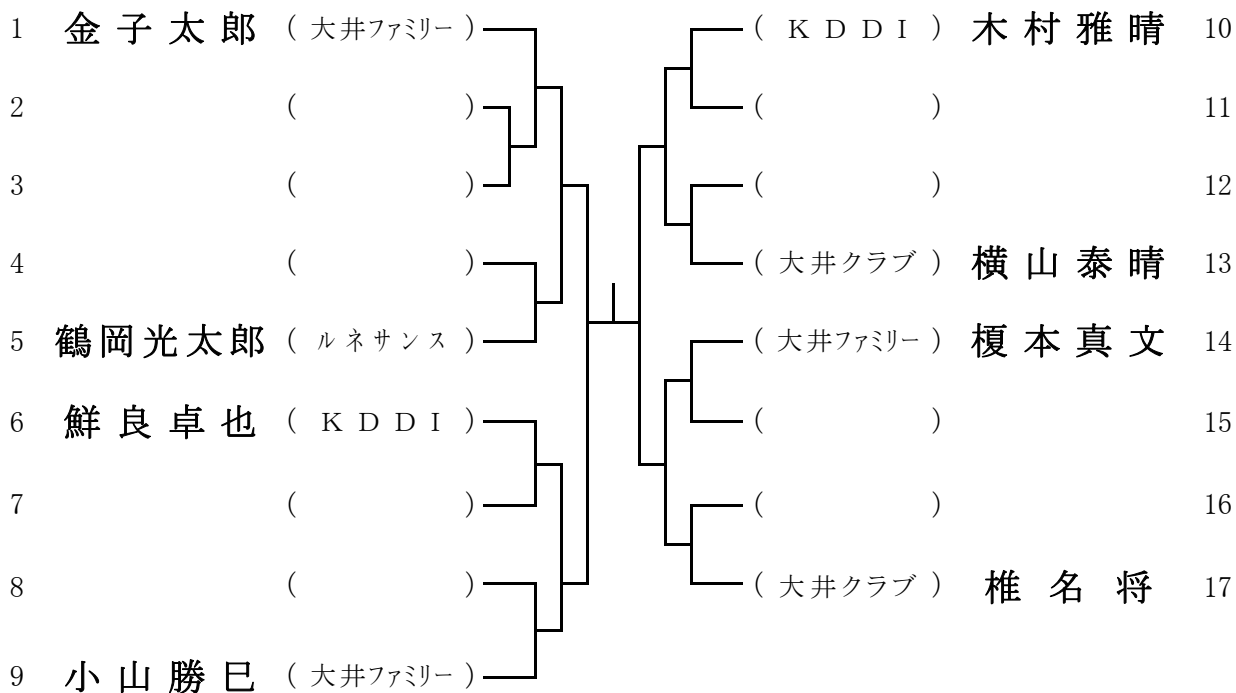 1 金子太郎 (大井ファミリー)
2 ( )
3 ( )
4 ( )
5 鶴岡光太郎 (ルネサンス)
6 鮮良卓也 (KDDI)
7 ( )
8 ( )
9 小山勝巳 (大井ファミリー)
(KDDI) 木村雅晴 10
( ) 11
( ) 12
(大井クラブ)横山泰晴 13
(大井ファミリー)榎本真文 14
( ) 15
( ) 16
(大井クラブ)椎名将 17